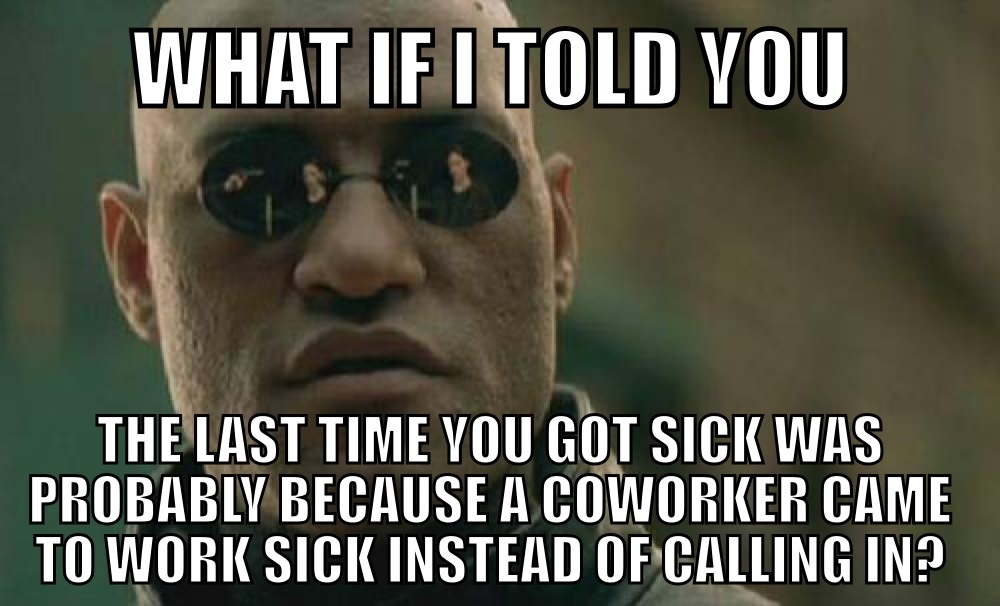 WHAT IF I TOLD YOU
THE LAST TIME YOU GOT SICK WAS
PROBABLY BECAUSE A COWORKER CAME
TO WORK SICK INSTEAD OF CALLING IN?